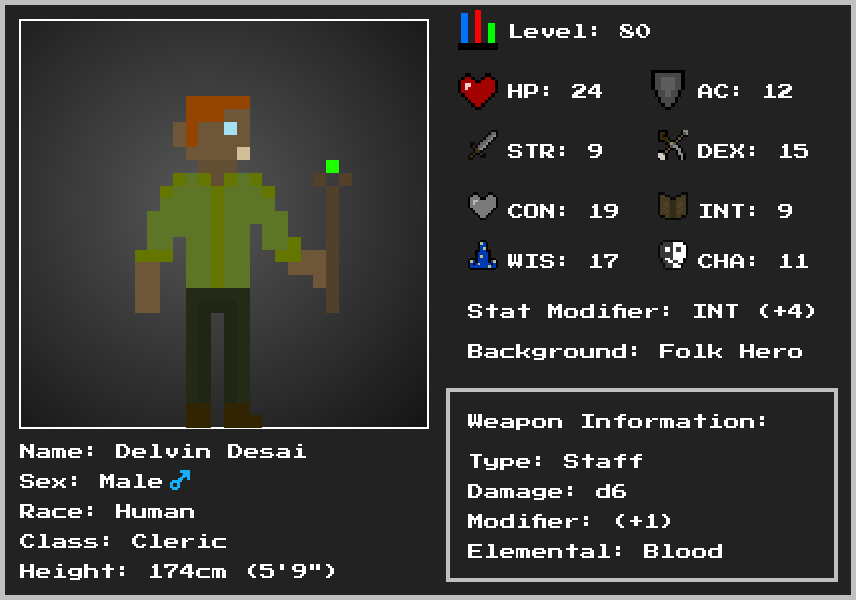 Level: 80
HP: 24 AC: 12
STR: 9 DEX: 15
CON: 19 INT: 9
WIS: 17 CHA: 11
Stat Modifier: INT (+4)
Background: Folk Hero
Weapon Information:
Type: Staff
Damage: d6
Modifier: (+1)
Elemental: Blood
Name: Delvin Desai
Sex: Male♂
Race: Human
Class: Cleric
Height: 174cm (5'9")